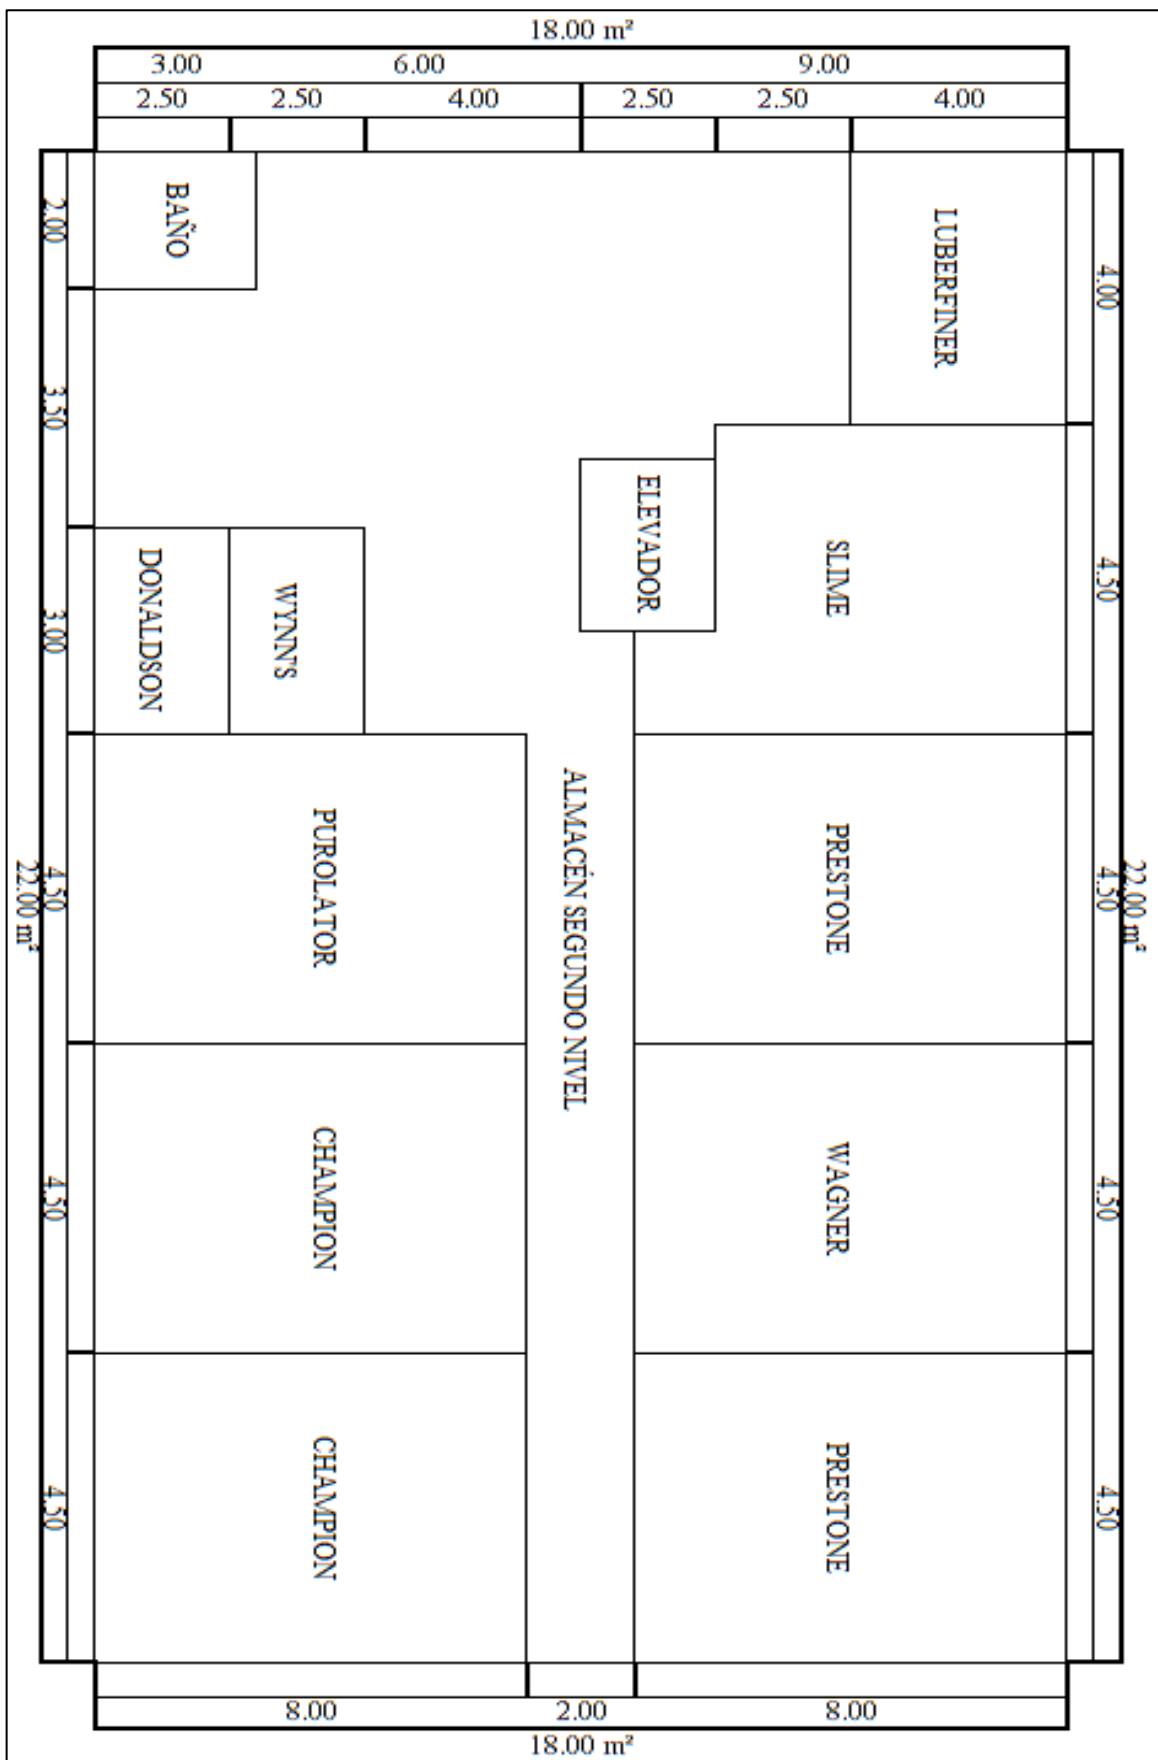 18.00 m²
3.00 6.00 9.00
2.50 2.50 4.00 2.50 2.50 4.00
BAÑO
LUBERFINER
2.00
4.00
3.50
ELEVADOR
SLIME
4.50
DONALDSON
WYNN'S
3.00
PUROLATOR
ALMACÉN SEGUNDO NIVEL
PRESTONE
4.50
22.00 m²
4.50
22.00 m²
CHAMPION
WAGNER
4.50
4.50
CHAMPION
PRESTONE
4.50
4.50
8.00 2.00 8.00
18.00 m²